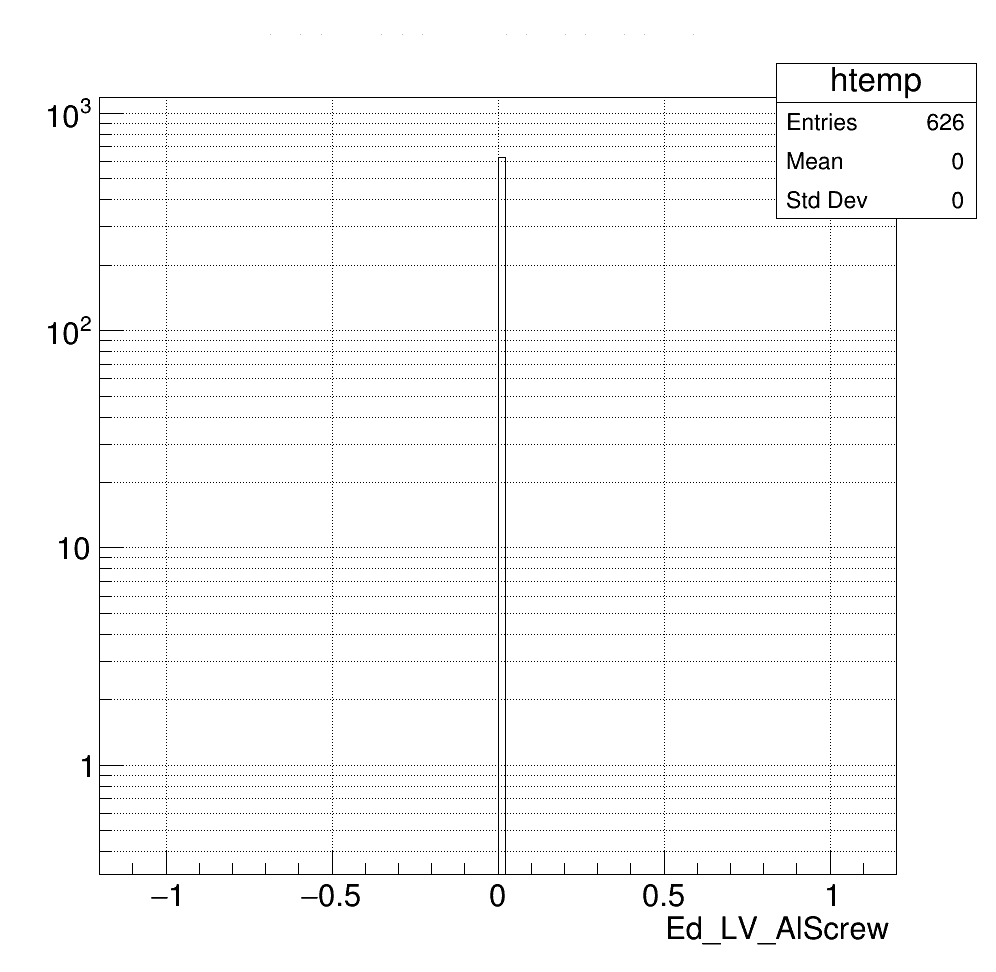 htemp
Entries 626
Mean 0
Std Dev 0
10³
10²
10
1
−1 −0.5 0 0.5 1
Ed_LV_AlScrew